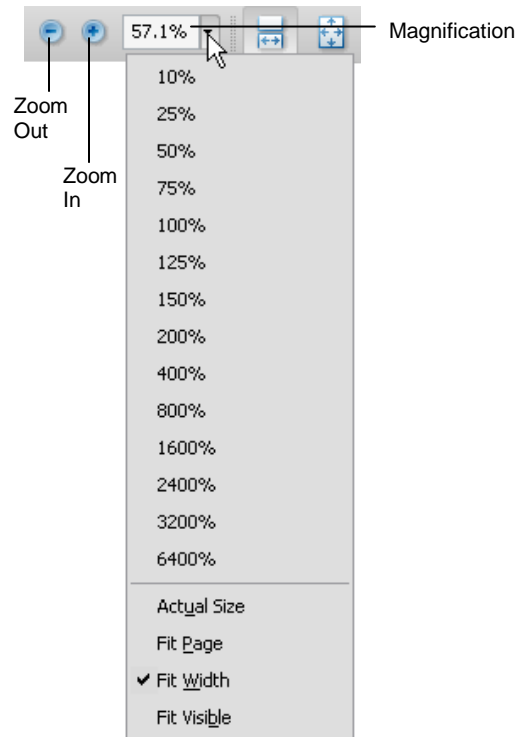 57.1%
Magnification
Zoom
Out
Zoom
In
10%
25%
50%
75%
100%
125%
150%
200%
400%
800%
1600%
2400%
3200%
6400%
Actual Size
Fit Page
Fit Width
Fit Visible